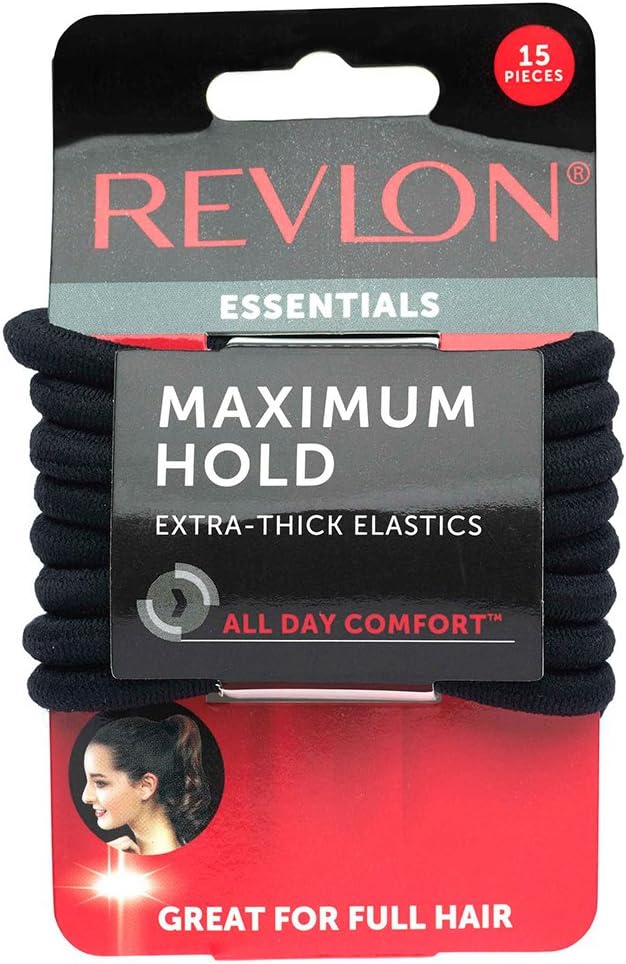 15
PIECES
REVLON®
ESSENTIALS
MAXIMUM
HOLD
EXTRA-THICK ELASTICS
ALL DAY COMFORT™
GREAT FOR FULL HAIR